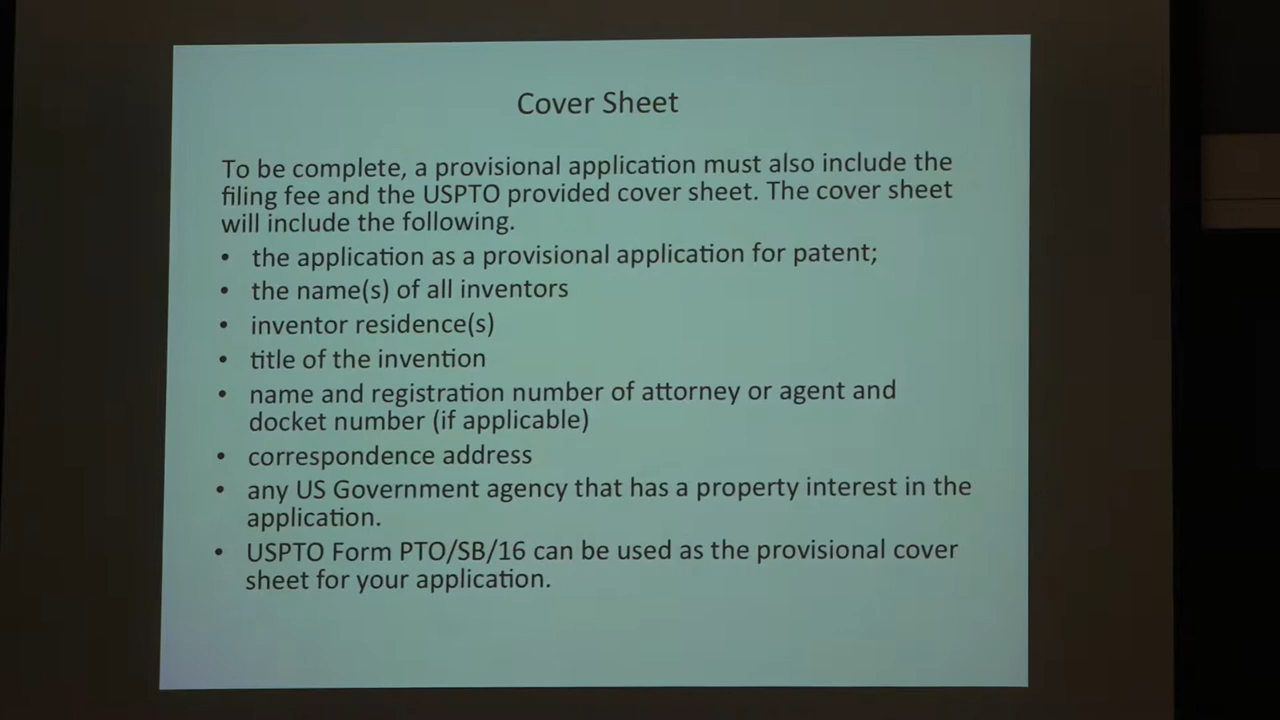 Cover Sheet
To be complete, a provisional application must also include the
filing fee and the USPTO provided cover sheet. The cover sheet
will include the following.
• the application as a provisional application for patent;
• the name(s) of all inventors
• inventor residence(s)
• title of the invention
• name and registration number of attorney or agent and
docket number (if applicable)
• correspondence address
• any US Government agency that has a property interest in the
application.
• USPTO Form PTO/SB/16 can be used as the provisional cover
sheet for your application.